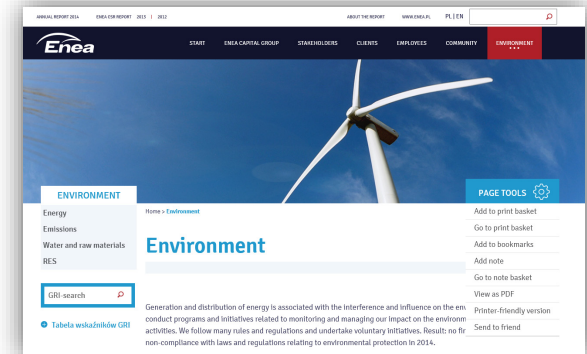 ANNUAL REPORT 2014 ENEA CSR REPORT 2013 | 2012 ABOUT THE REPORT WWW.ENEA.PL PL | EN
Enea START ENEA CAPITAL GROUP STAKEHOLDERS CLIENTS EMPLOYEES COMMUNITY ENVIRONMENT
ENVIRONMENT
Energy
Emissions
Water and raw materials
RES
GRI-search
Tabela wskaźników GRI
Home > Environment
Environment
Generation and distribution of energy is associated with the interference and influence on the
conduct programs and initiatives related to monitoring and managing our impact on the
activities. We follow many rules and regulations and undertake voluntary initiatives. Result: no
non-compliance with laws and regulations relating to environmental protection in 2014.
PAGE TOOLS
Add to print basket
Go to print basket
Add to bookmarks
Add note
Go to note basket
View as PDF
Printer-friendly version
Send to friend